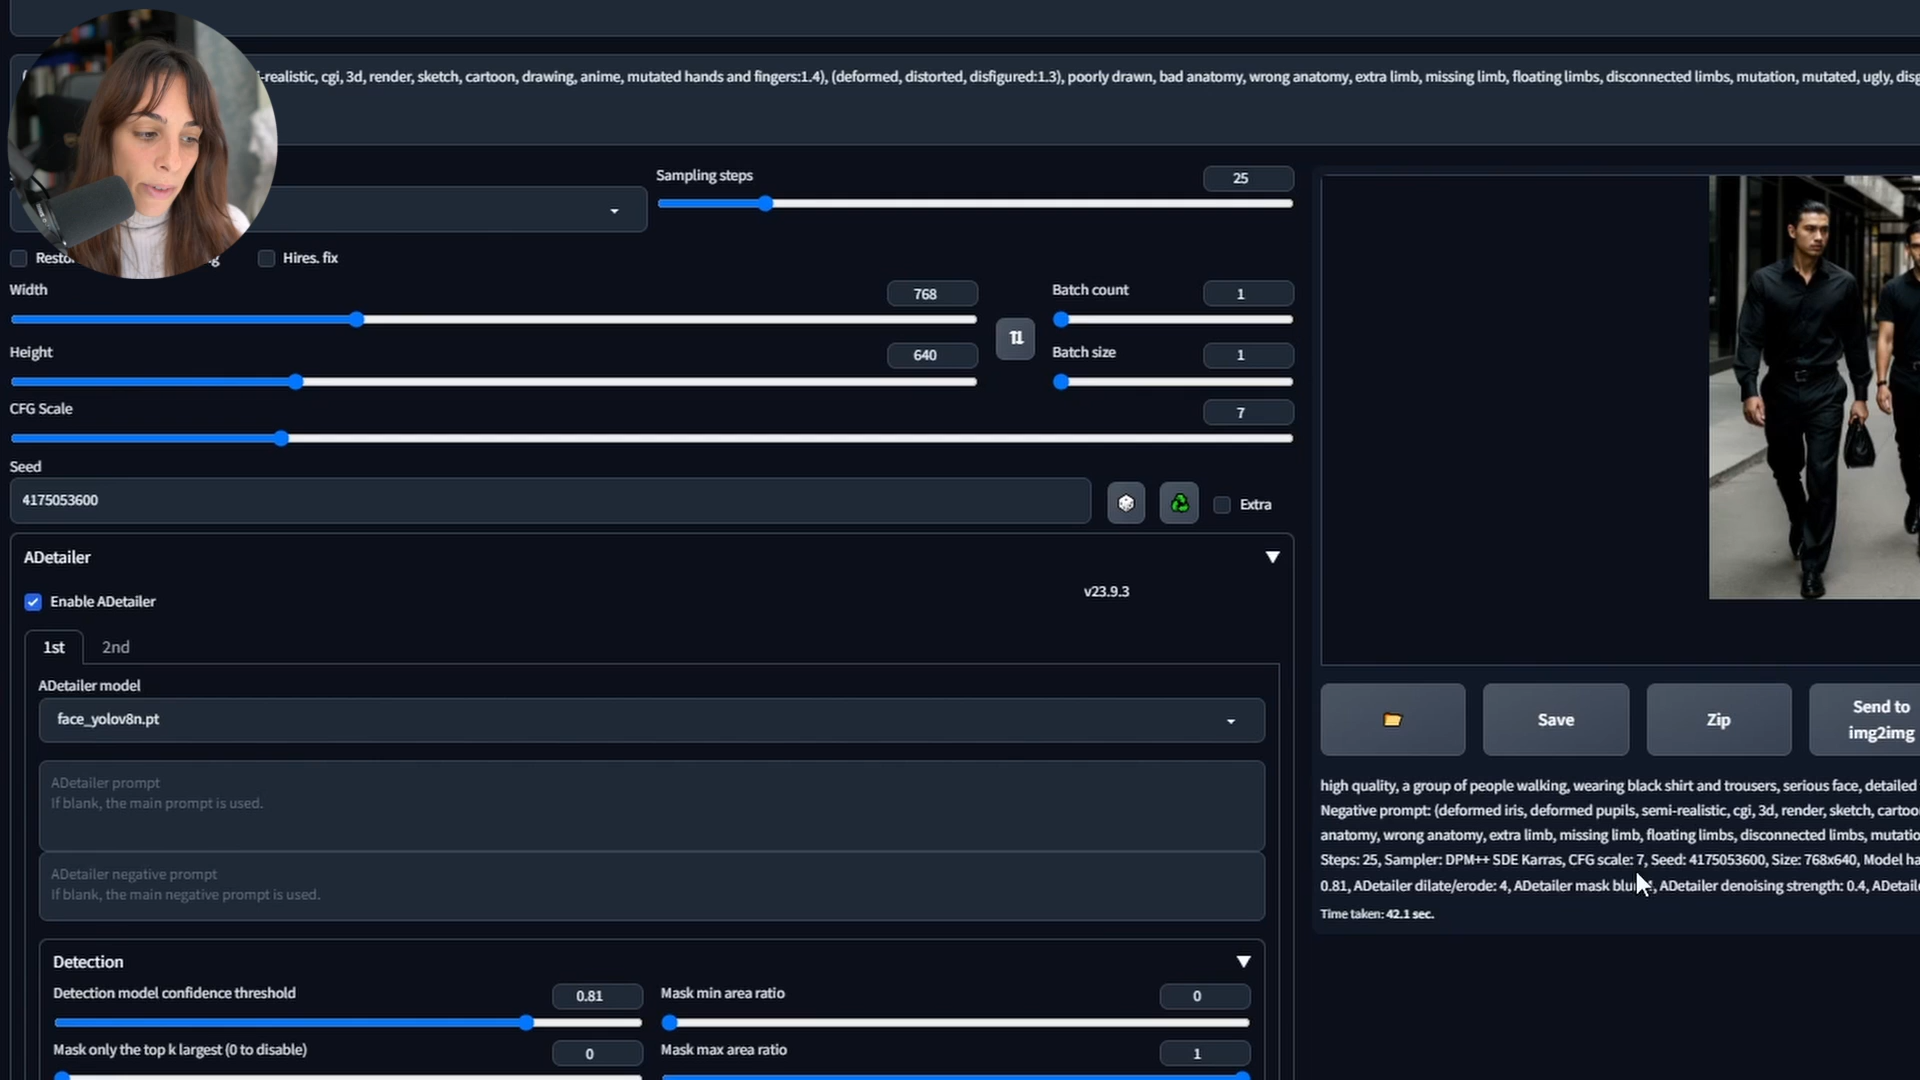 -realistic, cgi, 3d, render, sketch, cartoon, drawing, anime, mutated hands and fingers:1.4), (deformed, distorted, disfigured:1.3), poorly drawn, bad anatomy, wrong anatomy, extra limb, missing limb, floating limbs, disconnected limbs, mutation, mutated, ugly, disg
Sampling steps
25
Hires. fix
Width
768
Batch count
1
Height
640
Batch size
1
CFG Scale
7
Seed
4175053600
Extra
ADetailer
Enable ADetailer
v23.9.3
1st 2nd
ADetailer model
face_yolov8n.pt
ADetailer prompt
If blank, the main prompt is used.
ADetailer negative prompt
If blank, the main negative prompt is used.
Detection
Detection model confidence threshold
0.81
Mask min area ratio
0
Mask only the top k largest (0 to disable)
0
Mask max area ratio
1
Save
Zip
Send to
img2img
high quality, a group of people walking, wearing black shirt and trousers, serious face, detailed
Negative prompt: (deformed iris, deformed pupils, semi-realistic, cgi, 3d, render, sketch, cartoo
anatomy, wrong anatomy, extra limb, missing limb, floating limbs, disconnected limbs, mutatio
Steps: 25, Sampler: DPM++ SDE Karras, CFG scale: 7, Seed: 4175053600, Size: 768x640, Model ha
0.81, ADetailer dilate/erode: 4, ADetailer mask blur , ADetailer denoising strength: 0.4, ADetail
Time taken: 42.1 sec.